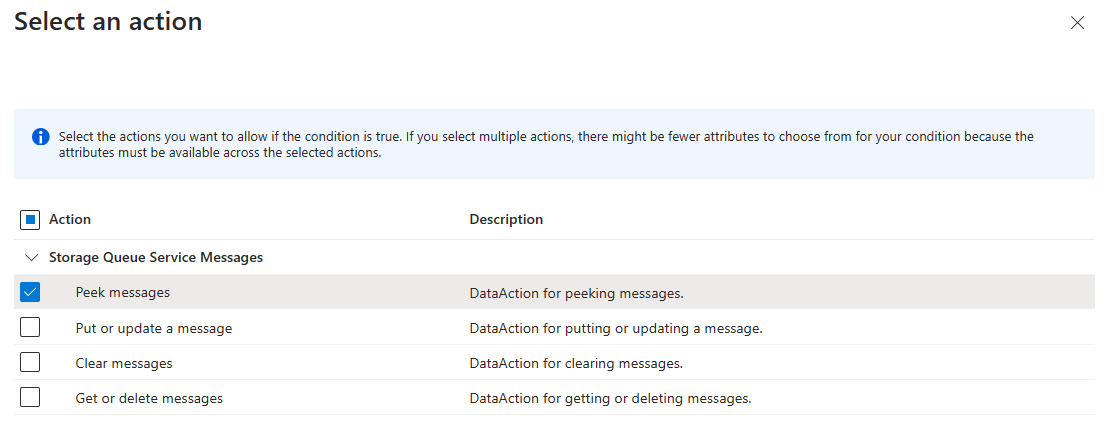 Select an action
Select the actions you want to allow if the condition is true. If you select multiple actions, there might be fewer attributes to choose from for your condition because the
attributes must be available across the selected actions.
Action Description
Storage Queue Service Messages
Peek messages DataAction for peeking messages.
Put or update a message DataAction for putting or updating a message.
Clear messages DataAction for clearing messages.
Get or delete messages DataAction for getting or deleting messages.